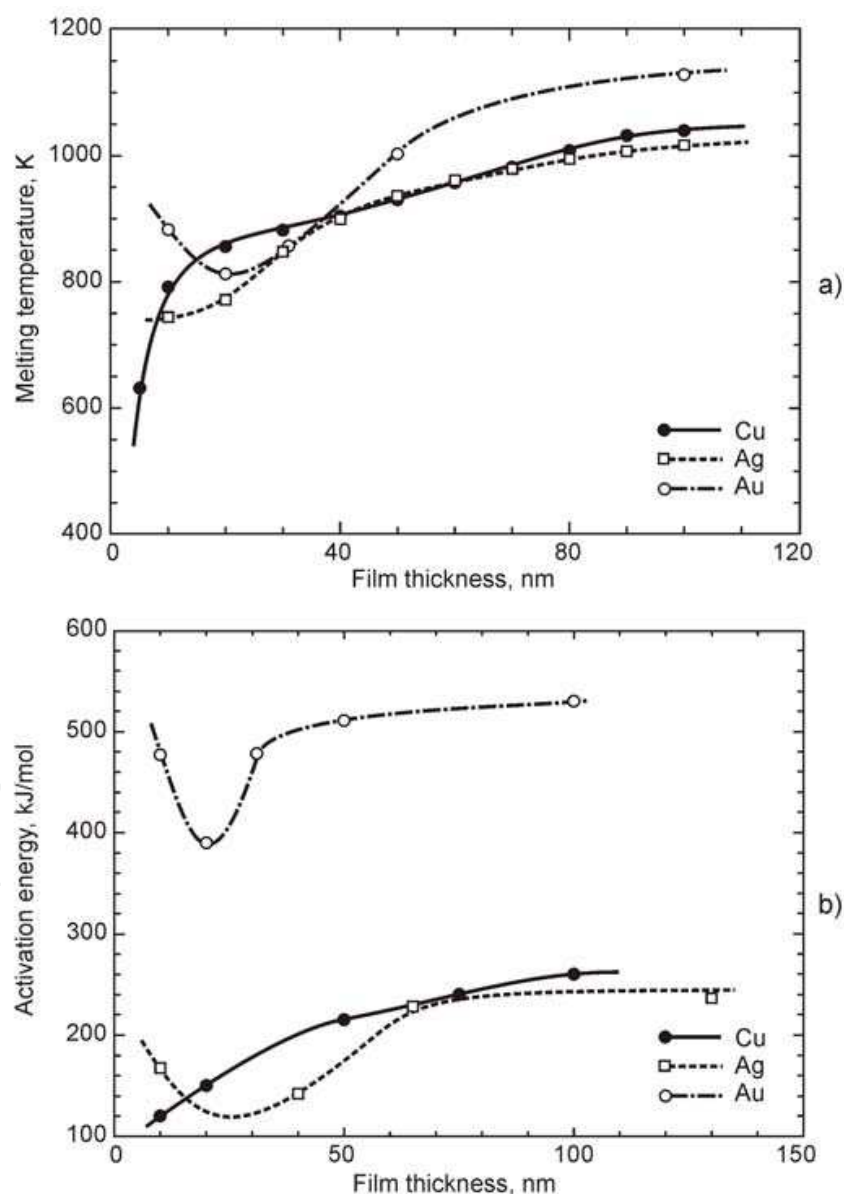 1200
1000
800
600
400
Melting temperature, K
0
40
80
120
Film thickness, nm
Cu
Ag
Au
a)
600
500
400
300
200
100
Activation energy, kJ/mol
0
50
100
150
Film thickness, nm
Cu
Ag
Au
b)